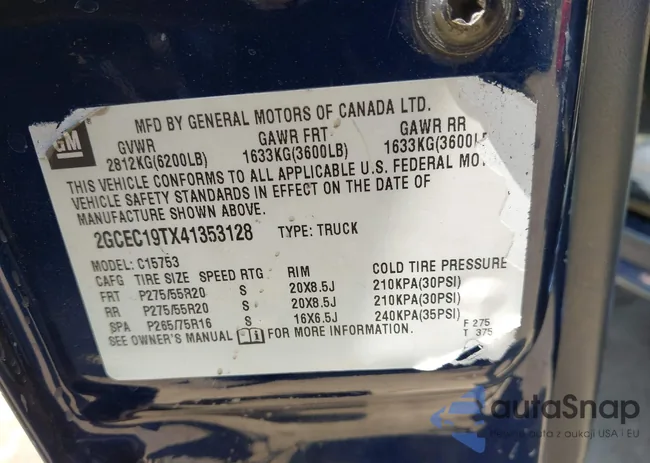 MFD BY GENERAL MOTORS OF CANADA LTD.
GM
GVWR GAWR FRT GAWR RR
2812KG(6200LB) 1633KG(3600LB) 1633KG(3600L
THIS VEHICLE CONFORMS TO ALL APPLICABLE U.S. FEDERAL MO
VEHICLE SAFETY STANDARDS IN EFFECT ON THE DATE OF
MANUFACTURE SHOWN ABOVE.
2GCEC19TX41353128 TYPE: TRUCK
MODEL: C15753
CAFG TIRE SIZE SPEED RTG RIM COLD TIRE PRESSURE
FRT P275/55R20 S 20X8.5J 210KPA(30PSI)
RR P275/55R20 S 20X8.5J 210KPA(30PSI)
SPA P265/75R16 S 16X6.5J 240KPA(35PSI)
SEE OWNER'S MANUAL FOR MORE INFORMATION.
F 275
T 375
autaSnap
z aukcji USA i EU